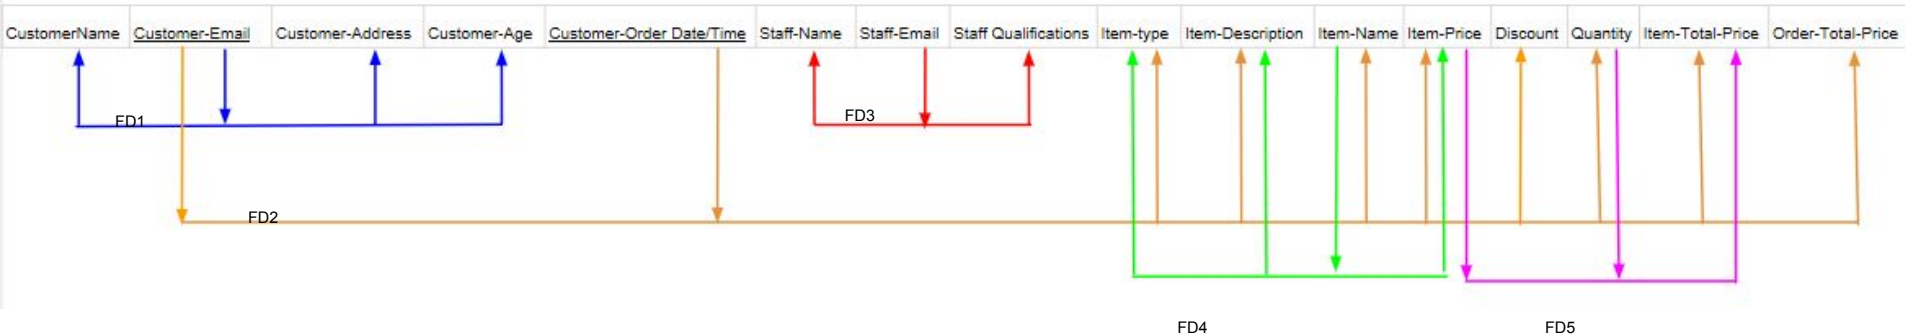 CustomerName Customer-Email Customer-Address Customer-Age Customer-Order Date/Time Staff-Name Staff-Email Staff Qualifications Item-type Item-Description Item-Name Item-Price Discount Quantity Item-Total-Price Order-Total-Price
FD1 FD3
FD2
FD4 FD5